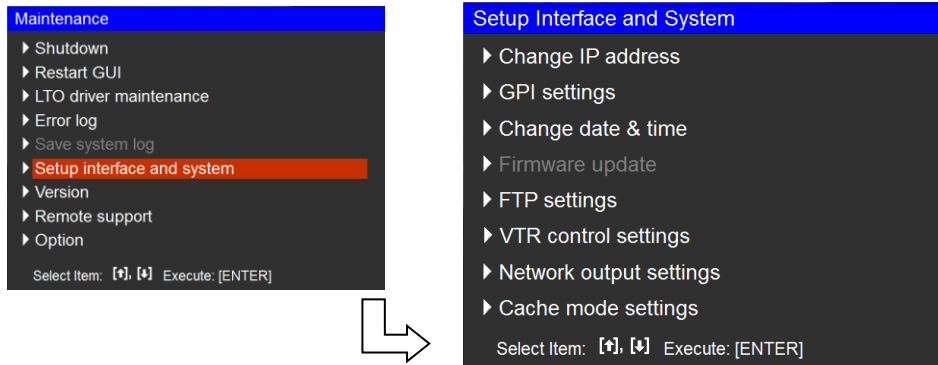 Maintenance
Shutdown
Restart GUI
LTO driver maintenance
Error log
Save system log
Setup interface and system
Version
Remote support
Option
Select Item: [↑], [↓] Execute: [ENTER]
Setup Interface and System
Change IP address
GPI settings
Change date & time
Firmware update
FTP settings
VTR control settings
Network output settings
Cache mode settings
Select Item: [↑], [↓] Execute: [ENTER]